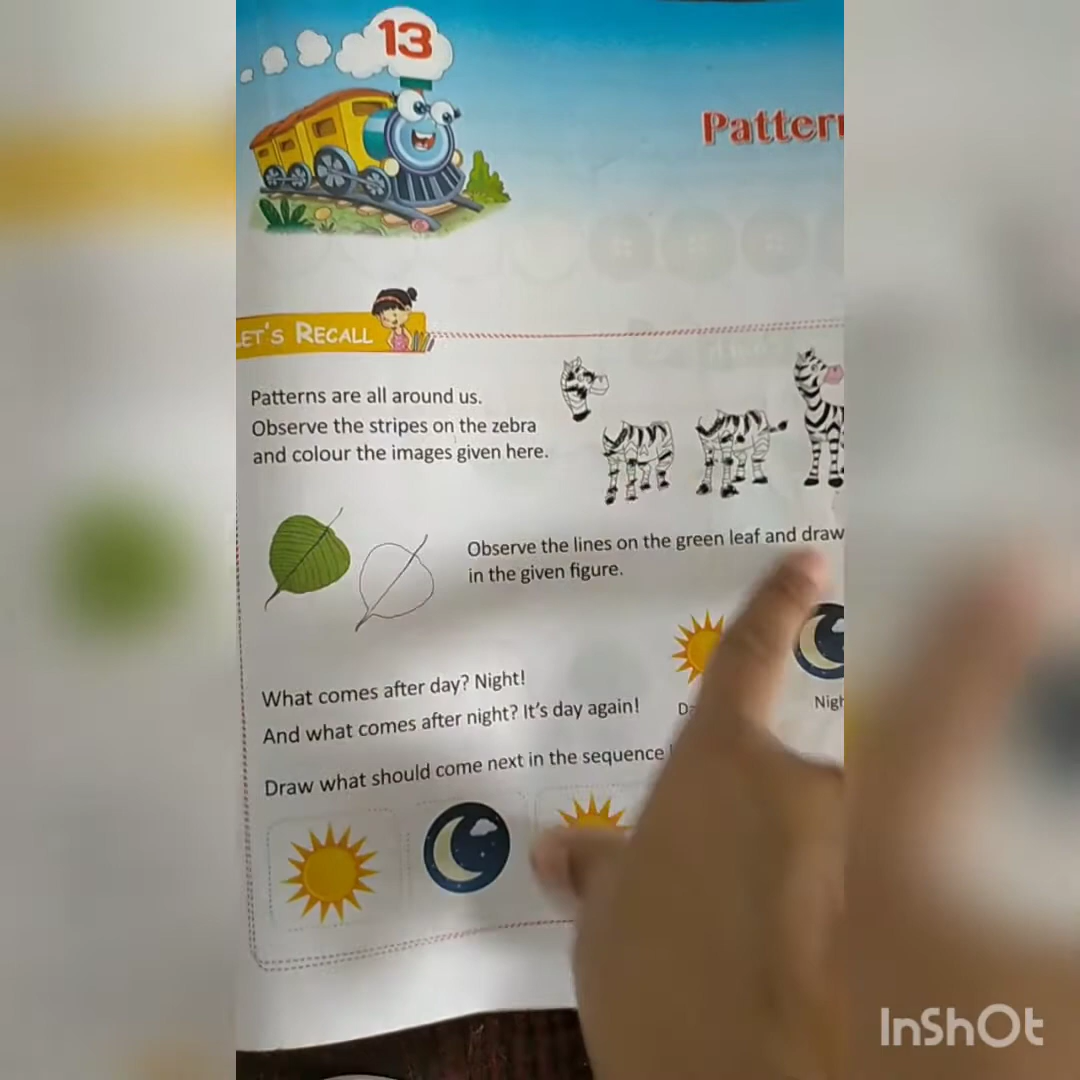 13
Patter
LET'S RECALL
Patterns are all around us.
Observe the stripes on the zebra
and colour the images given here.
Observe the lines on the green leaf and draw
in the given figure.
What comes after day? Night!
And what comes after night? It's day again!
Draw what should come next in the sequence
InShOt